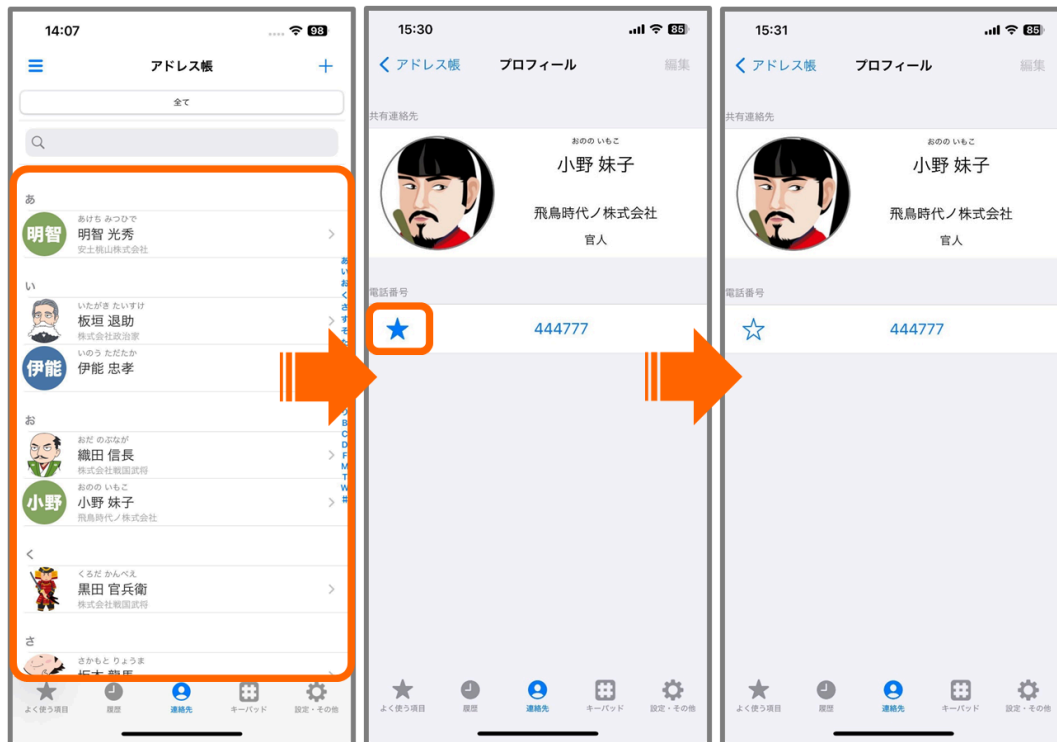 14:07
98
アドレス帳
+
全て
あ
あけち みつひで
明智
明智 光秀
安土桃山株式会社
い
いたがき たいすけ
板垣 退助
株式会社政治家
いのう ただたか
伊能
伊能 忠孝
お
おだ のぶなが
織田 信長
株式会社戦国武将
おのの いもこ
小野
小野 妹子
飛鳥時代ノ株式会社
く
くろだ かんべえ
黒田 官兵衛
株式会社戦国武将
さ
さかもと りょうま
坂本 龍馬
あ
い
お
く
さ
す
そ
た
B
C
D
F
M
T
W
#
よく使う項目
履歴
連絡先
キーパッド
設定・その他
15:30
85
アドレス帳
プロフィール
編集
共有連絡先
おのの いもこ
小野 妹子
飛鳥時代ノ株式会社
官人
電話番号
444777
よく使う項目
履歴
連絡先
キーパッド
設定・その他
15:31
85
アドレス帳
プロフィール
編集
共有連絡先
おのの いもこ
小野 妹子
飛鳥時代ノ株式会社
官人
電話番号
444777
よく使う項目
履歴
連絡先
キーパッド
設定・その他